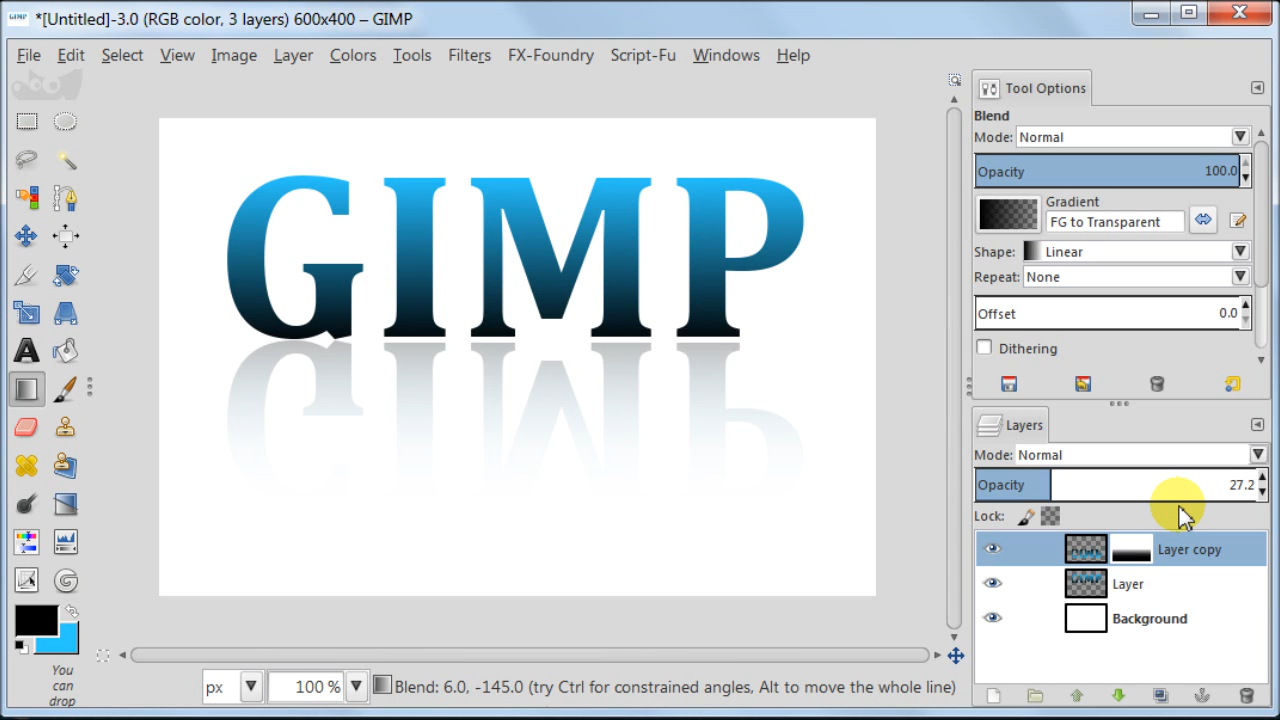 GIMP *[Untitled]-3.0 (RGB color, 3 layers) 600x400 – GIMP
File Edit Select View Image Layer Colors Tools Filters FX-Foundry Script-Fu Windows Help
Tool Options
Blend
Mode: Normal
Opacity 100.0
Gradient
FG to Transparent
Shape: Linear
Repeat: None
Offset 0.0
Dithering
GIMP
Layers
Mode: Normal
Opacity 27.2
Lock:
Layer copy
Layer
Background
You
can
drop
px 100 % Blend: 6.0, -145.0 (try Ctrl for constrained angles, Alt to move the whole line)